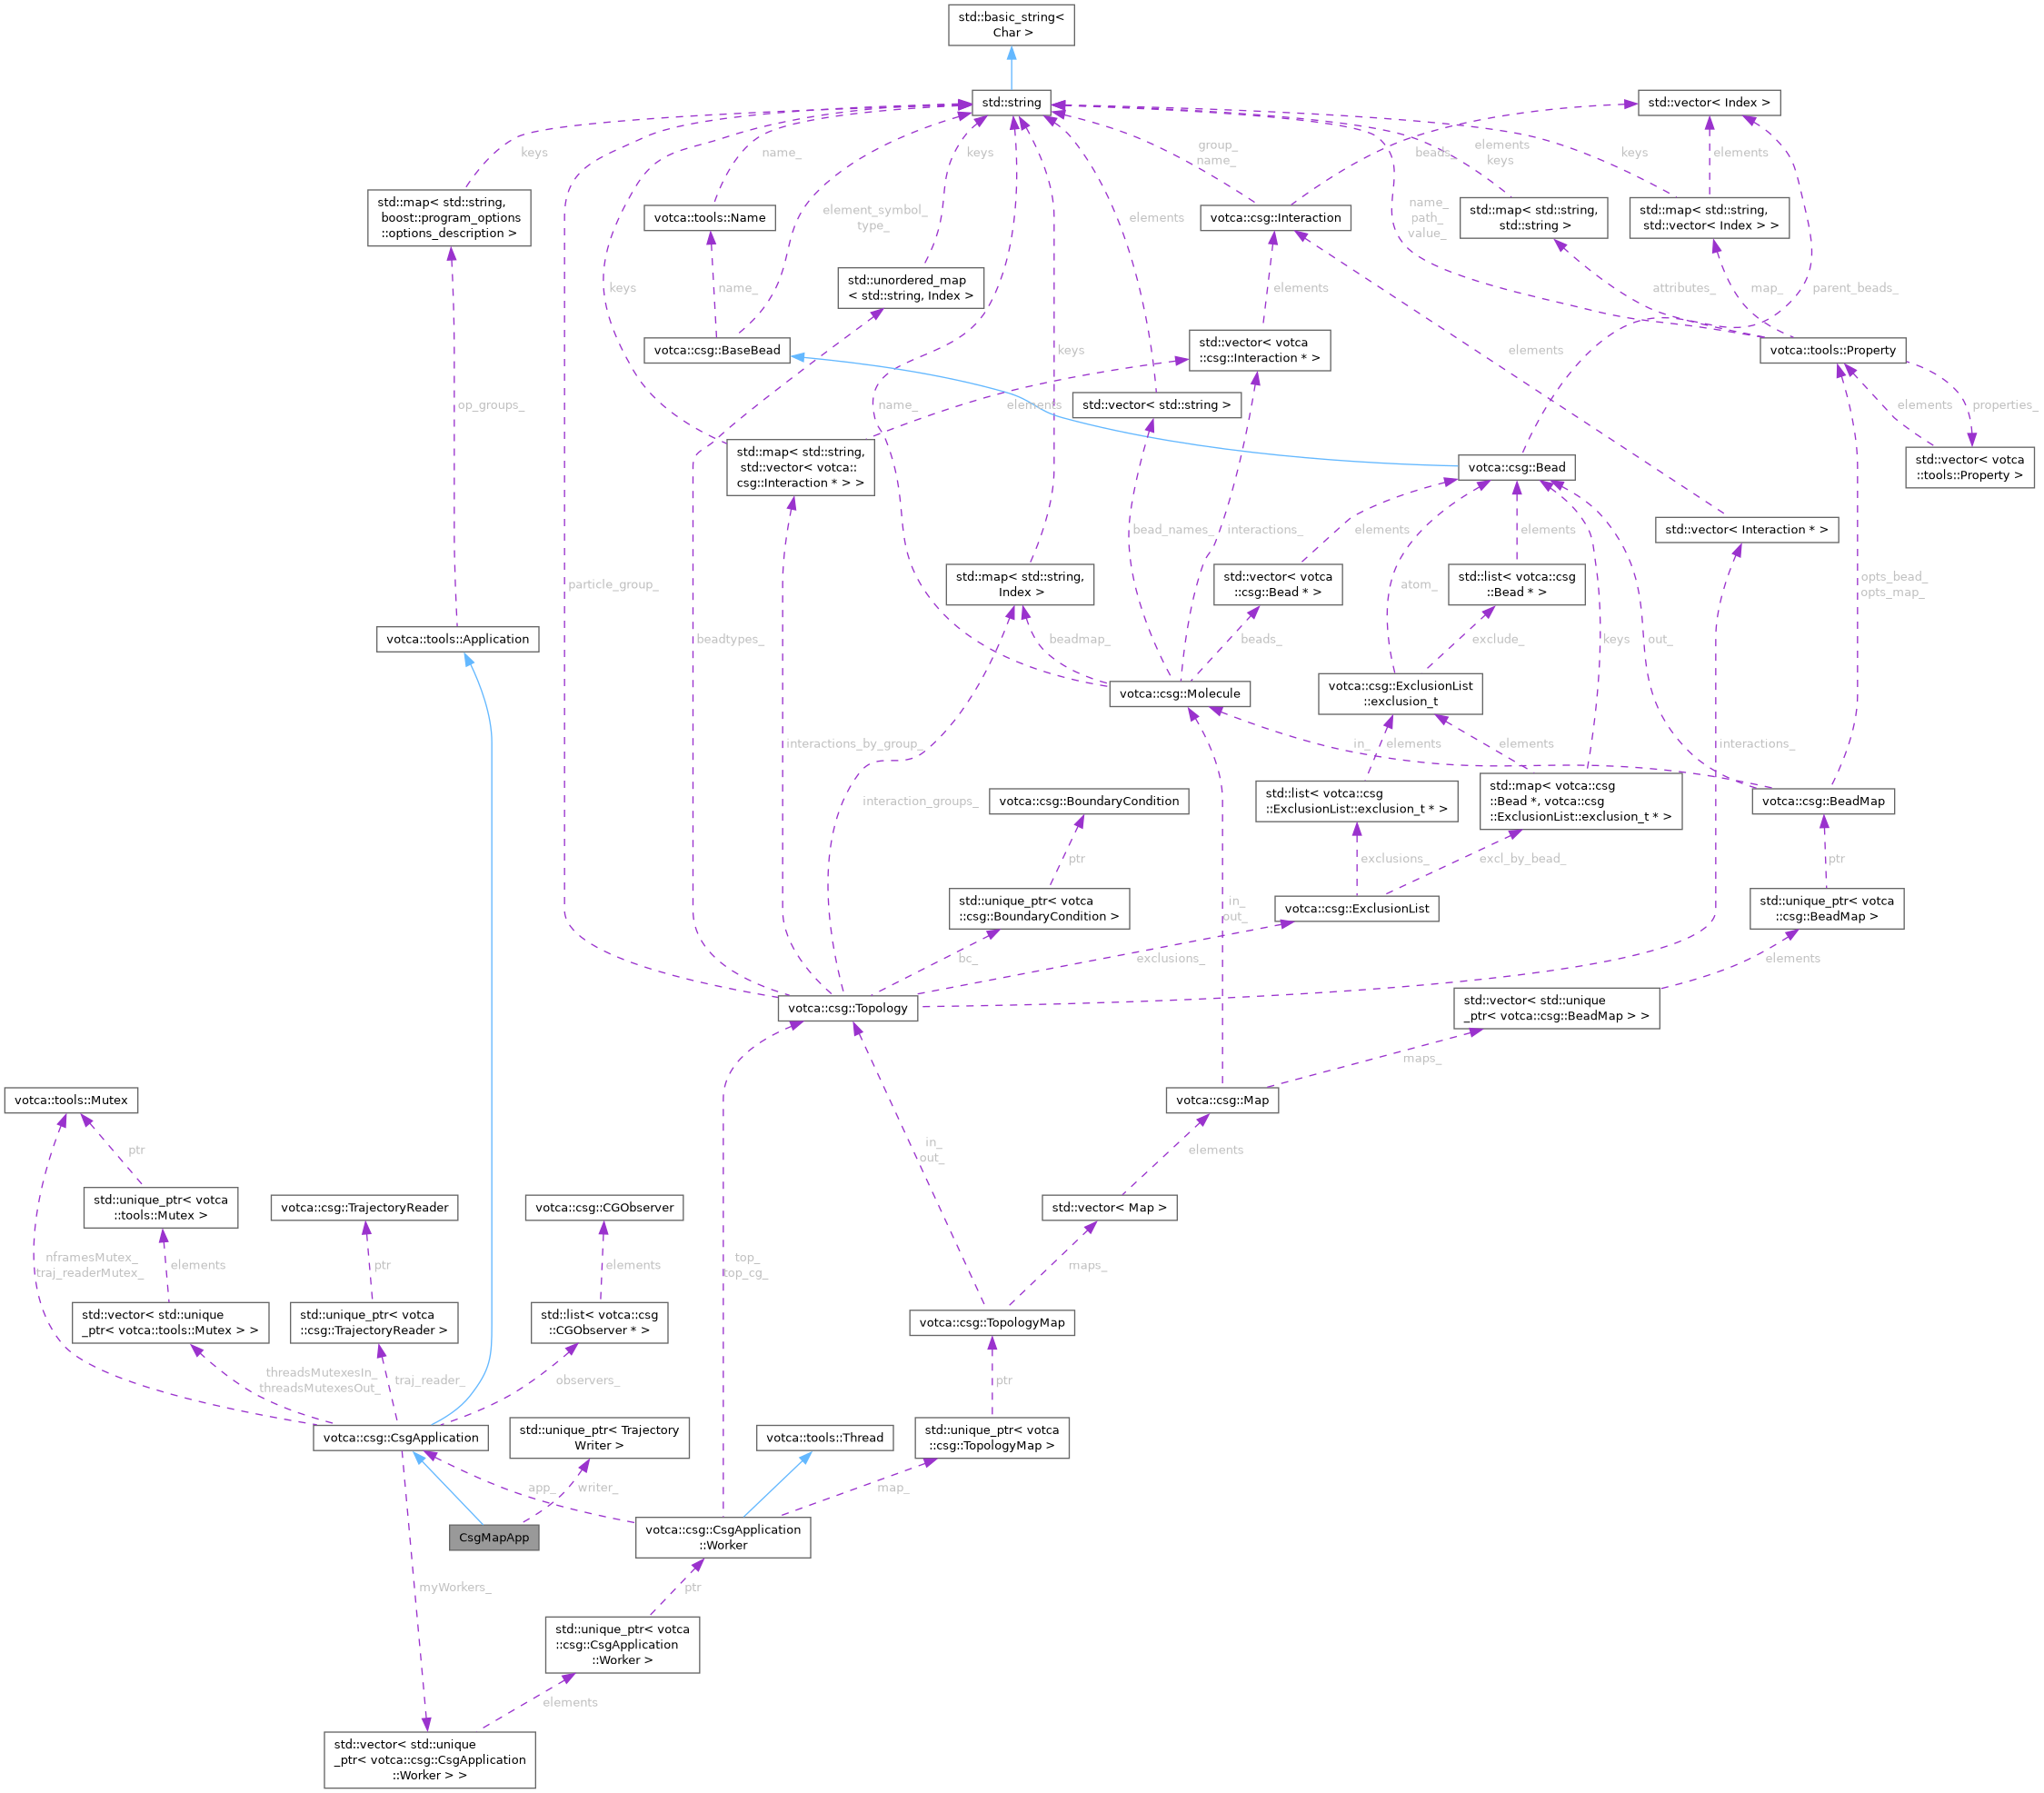 std::basic_string<
Char >
std::string
std::vector< Index >
keys
name_
element_symbol_
type_
keys
group_
name_
beads_
elements
keys
keys
elements
std::map< std::string,
boost::program_options
::options_description >
votca::tools::Name
votca::csg::Interaction
std::map< std::string,
std::string >
std::map< std::string,
std::vector< Index > >
elements
name_
path_
value_
std::unordered_map
< std::string, Index >
keys
name_
elements
attributes_
map_
parent_beads_
votca::csg::BaseBead
keys
std::vector< votca
::csg::Interaction * >
elements
votca::tools::Property
op_groups_
name_
elements
std::vector< std::string >
elements
properties_
std::map< std::string,
std::vector< votca::
csg::Interaction * > >
votca::csg::Bead
std::vector< votca
::tools::Property >
bead_names_
interactions_
elements
elements
std::vector< Interaction * >
particle_group_
std::map< std::string,
Index >
std::vector< votca
::csg::Bead * >
atom_
std::list< votca::csg
::Bead * >
opts_bead_
opts_map_
votca::tools::Application
beadtypes_
beadmap_
beads_
exclude_
keys
out_
votca::csg::Molecule
votca::csg::ExclusionList
::exclusion_t
interactions_by_group_
in_
elements
elements
interactions_
interaction_groups_
votca::csg::BoundaryCondition
std::list< votca::csg
::ExclusionList::exclusion_t * >
std::map< votca::csg
::Bead *, votca::csg
::ExclusionList::exclusion_t * >
votca::csg::BeadMap
ptr
exclusions_
excl_by_bead_
ptr
std::unique_ptr< votca
::csg::BoundaryCondition >
in_
out_
votca::csg::ExclusionList
std::unique_ptr< votca
::csg::BeadMap >
bc_
exclusions_
elements
votca::csg::Topology
std::vector< std::unique
_ptr< votca::csg::BeadMap > >
maps_
votca::tools::Mutex
votca::csg::Map
ptr
in_
out_
elements
std::unique_ptr< votca
::tools::Mutex >
votca::csg::TrajectoryReader
votca::csg::CGObserver
std::vector< Map >
nframesMutex_
traj_readerMutex_
elements
ptr
elements
top_
top_cg_
maps_
std::vector< std::unique
_ptr< votca::tools::Mutex > >
std::unique_ptr< votca
::csg::TrajectoryReader >
std::list< votca::csg
::CGObserver * >
votca::csg::TopologyMap
threadsMutexesIn_
threadsMutexesOut_
traj_reader_
observers_
ptr
votca::csg::CsgApplication
std::unique_ptr< Trajectory
Writer >
votca::tools::Thread
std::unique_ptr< votca
::csg::TopologyMap >
app_
writer_
map_
CsgMapApp
votca::csg::CsgApplication
::Worker
myWorkers_
ptr
std::unique_ptr< votca
::csg::CsgApplication
::Worker >
elements
std::vector< std::unique
_ptr< votca::csg::CsgApplication
::Worker > >